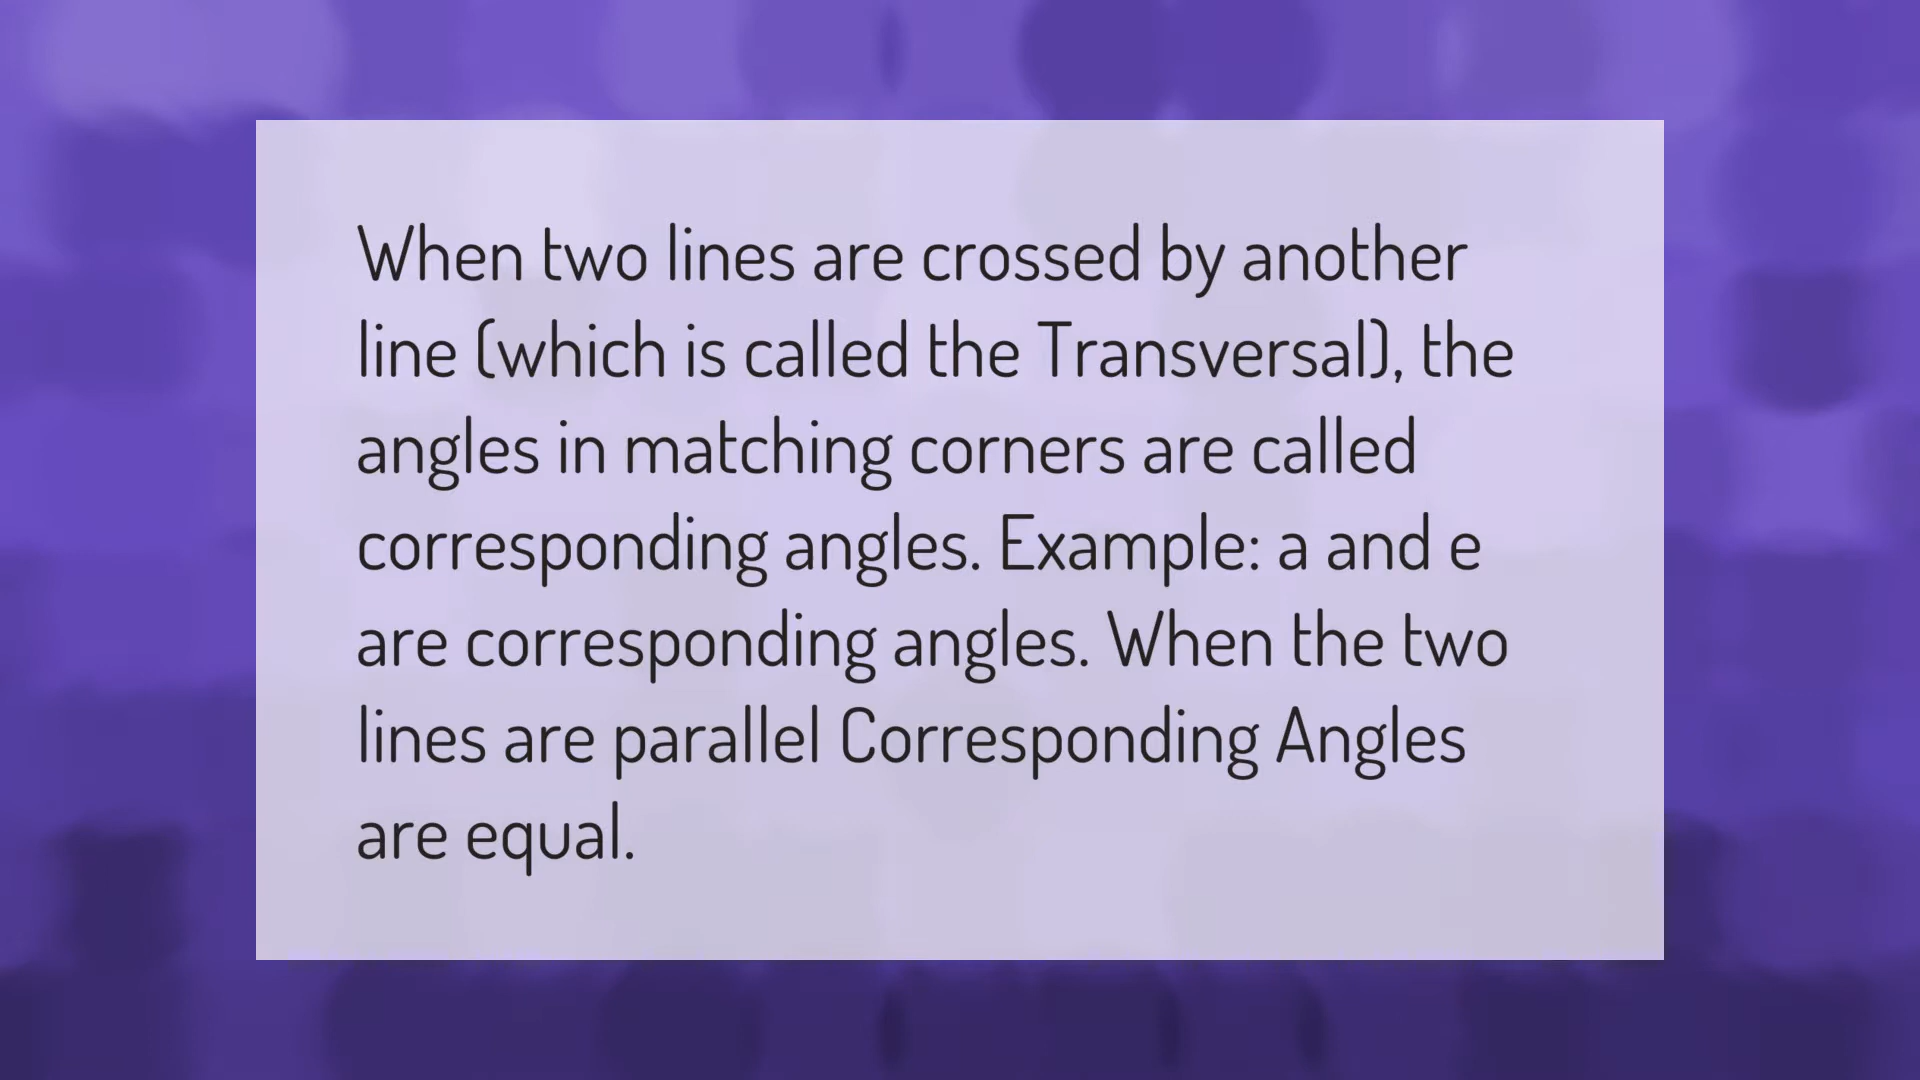 When two lines are crossed by another
line (which is called the Transversal), the
angles in matching corners are called
corresponding angles. Example: a and e
are corresponding angles. When the two
lines are parallel Corresponding Angles
are equal.